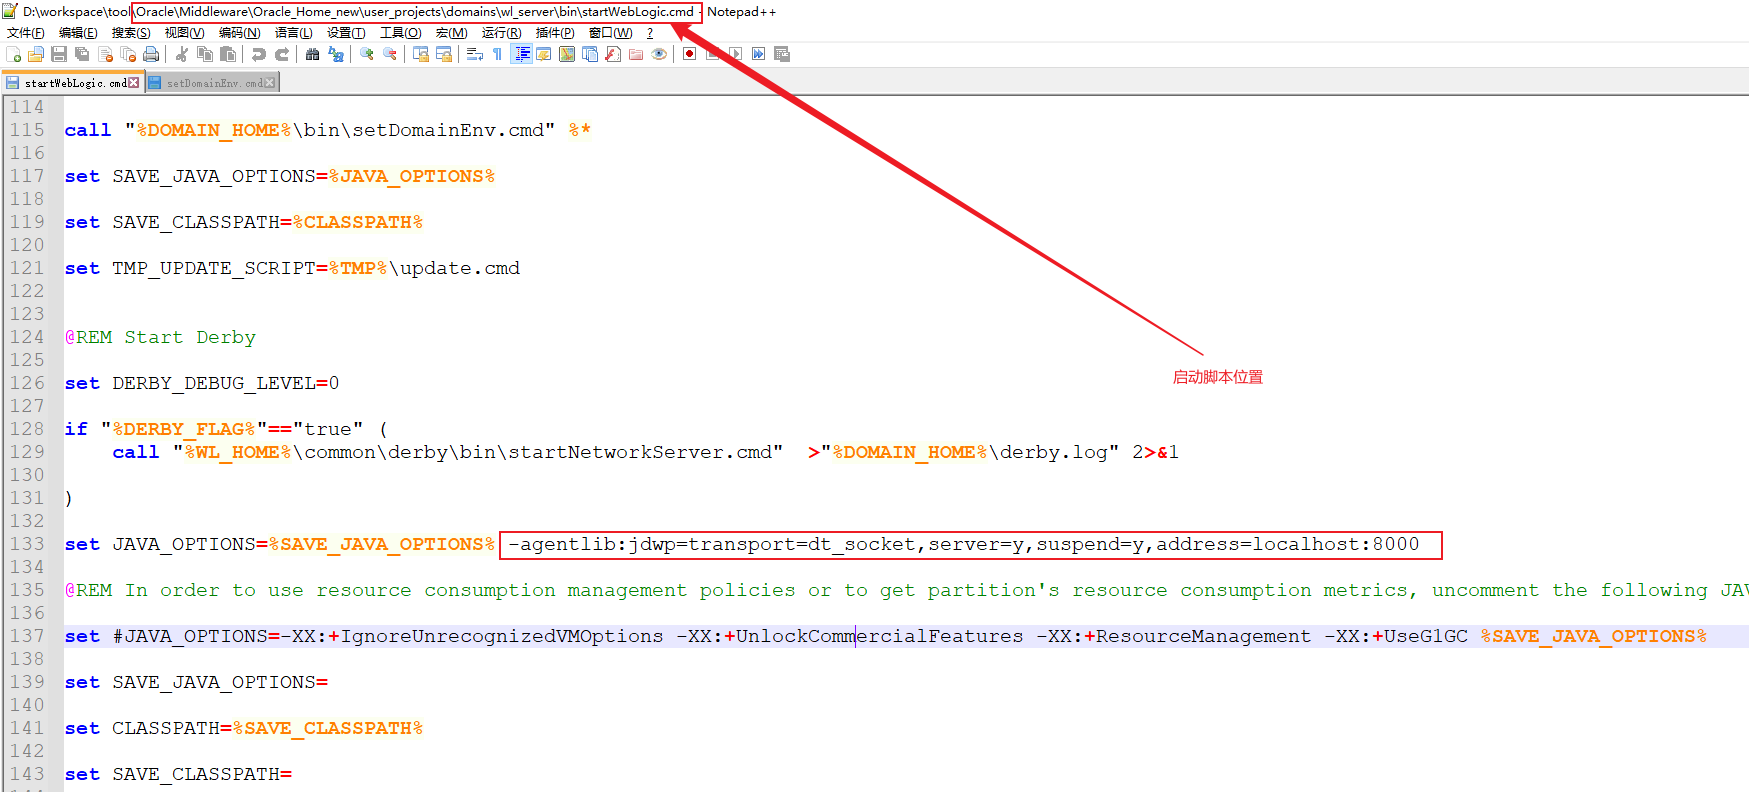 D:\workspace\tool\Oracle\Middleware\Oracle_Home_new\user_projects\domains\wl_server\bin\startWebLogic.cmd - Notepad++
文件(F) 编辑(E) 搜索(S) 视图(V) 编码(N) 语言(L) 设置(T) 工具(O) 宏(M) 运行(R) 插件(P) 窗口(W) ?
startWebLogic.cmd setDomainEnv.cmd
114
115 call "%DOMAIN_HOME%\bin\setDomainEnv.cmd" %*
116
117 set SAVE_JAVA_OPTIONS=%JAVA_OPTIONS%
118
119 set SAVE_CLASSPATH=%CLASSPATH%
120
121 set TMP_UPDATE_SCRIPT=%TMP%\update.cmd
122
123
124 @REM Start Derby
125
126 set DERBY_DEBUG_LEVEL=0
启动脚本位置
127
128 if "%DERBY_FLAG%"=="true" (
129 call "%WL_HOME%\common\derby\bin\startNetworkServer.cmd" >"%DOMAIN_HOME%\derby.log" 2>&1
130
131 )
132
133 set JAVA_OPTIONS=%SAVE_JAVA_OPTIONS% -agentlib:jdwp=transport=dt_socket,server=y,suspend=y,address=localhost:8000
134
135 @REM In order to use resource consumption management policies or to get partition's resource consumption metrics, uncomment the following JAV
136
137 set #JAVA_OPTIONS=-XX:+IgnoreUnrecognizedVMOptions -XX:+UnlockCommercialFeatures -XX:+ResourceManagement -XX:+UseG1GC %SAVE_JAVA_OPTIONS%
138
139 set SAVE_JAVA_OPTIONS=
140
141 set CLASSPATH=%SAVE_CLASSPATH%
142
143 set SAVE_CLASSPATH=